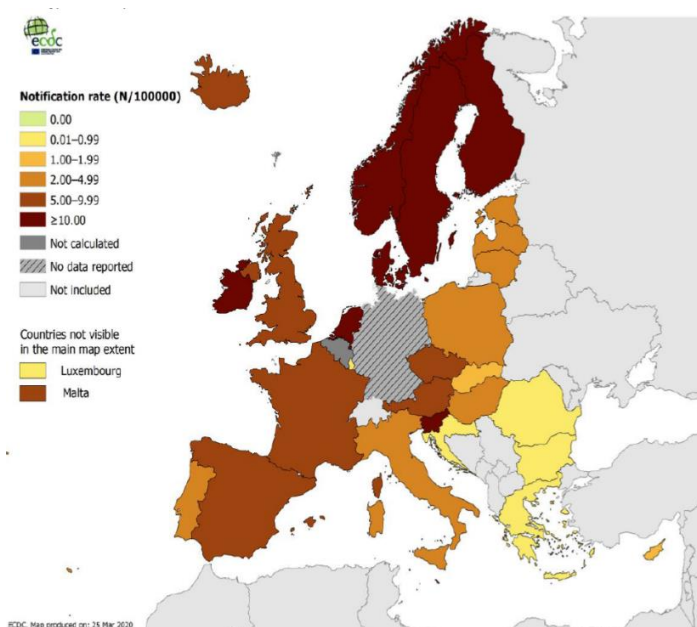 ecdc
Notification rate (N/100000)
0.00
0.01–0.99
1.00–1.99
2.00–4.99
5.00–9.99
≥10.00
Not calculated
No data reported
Not Included
Countries not visible
in the main map extent
Luxembourg
Malta
ECDC. Map produced on: 25 Mar 2020